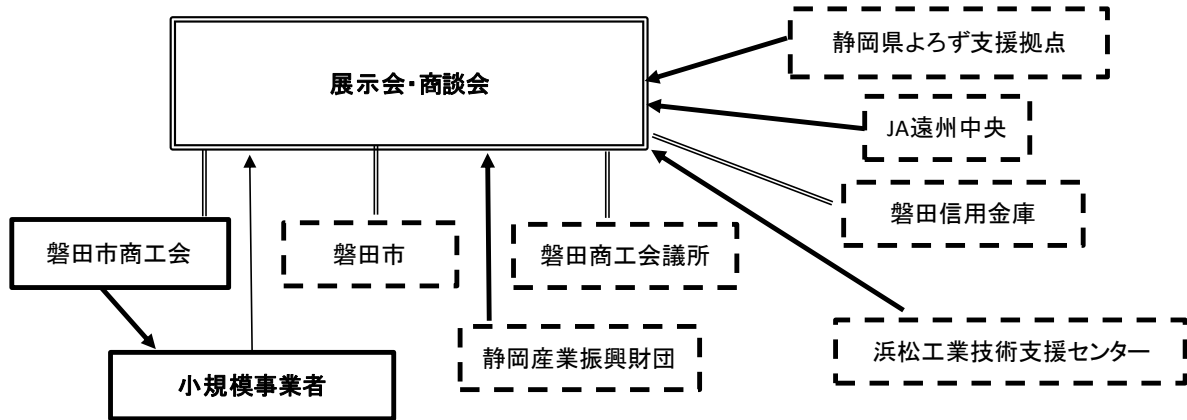 静岡県よろず支援拠点
展示会・商談会
JA遠州中央
磐田信用金庫
磐田市商工会
磐田市
磐田商工会議所
静岡産業振興財団
浜松工業技術支援センター
小規模事業者